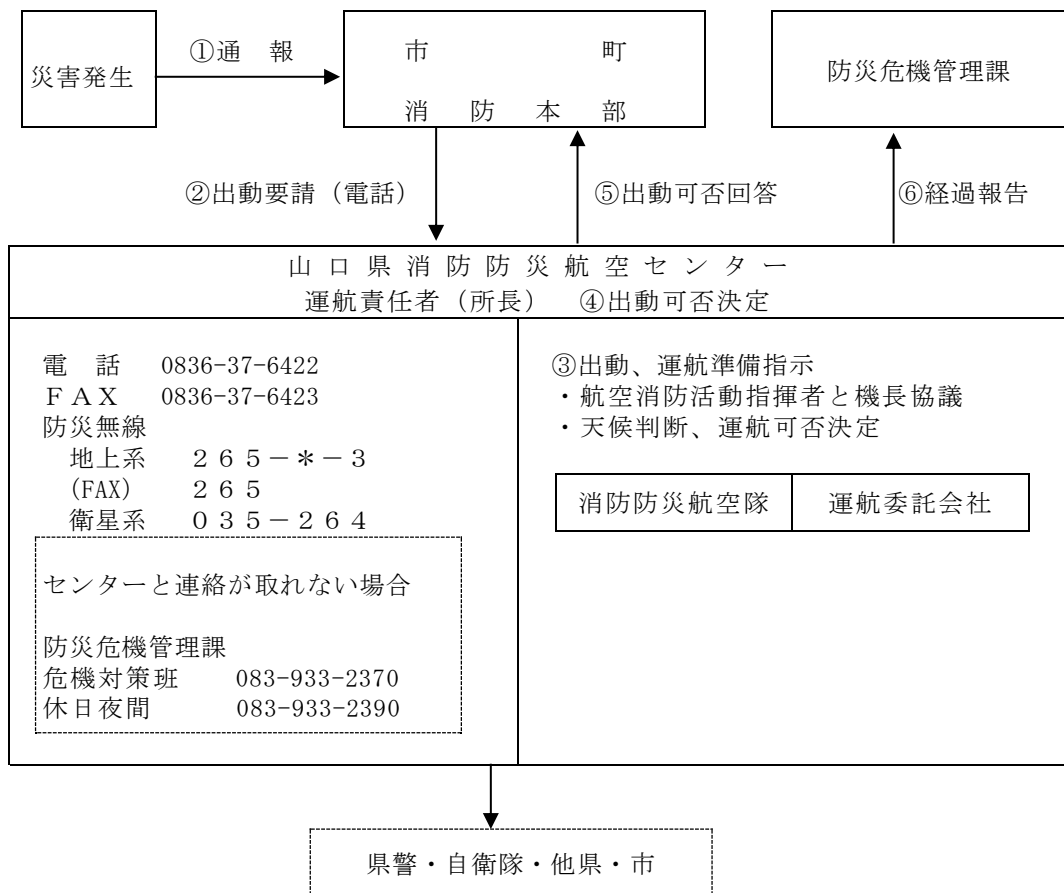 災害発生
①通　報
市　　　　　町
消　防　本　部
防災危機管理課
②出動要請（電話）
⑤出動可否回答
⑥経過報告
山口県消防防災航空センター
運航責任者（所長）　④出動可否決定
電　話　0836-37-6422
ＦＡＸ　0836-37-6423
防災無線
地上系　２６５－＊－３
(FAX)　２６５
衛星系　０３５－２６４
センターと連絡が取れない場合
防災危機管理課
危機対策班　083-933-2370
休日夜間　083-933-2390
③出動、運航準備指示
・航空消防活動指揮者と機長協議
・天候判断、運航可否決定
消防防災航空隊
運航委託会社
県警・自衛隊・他県・市